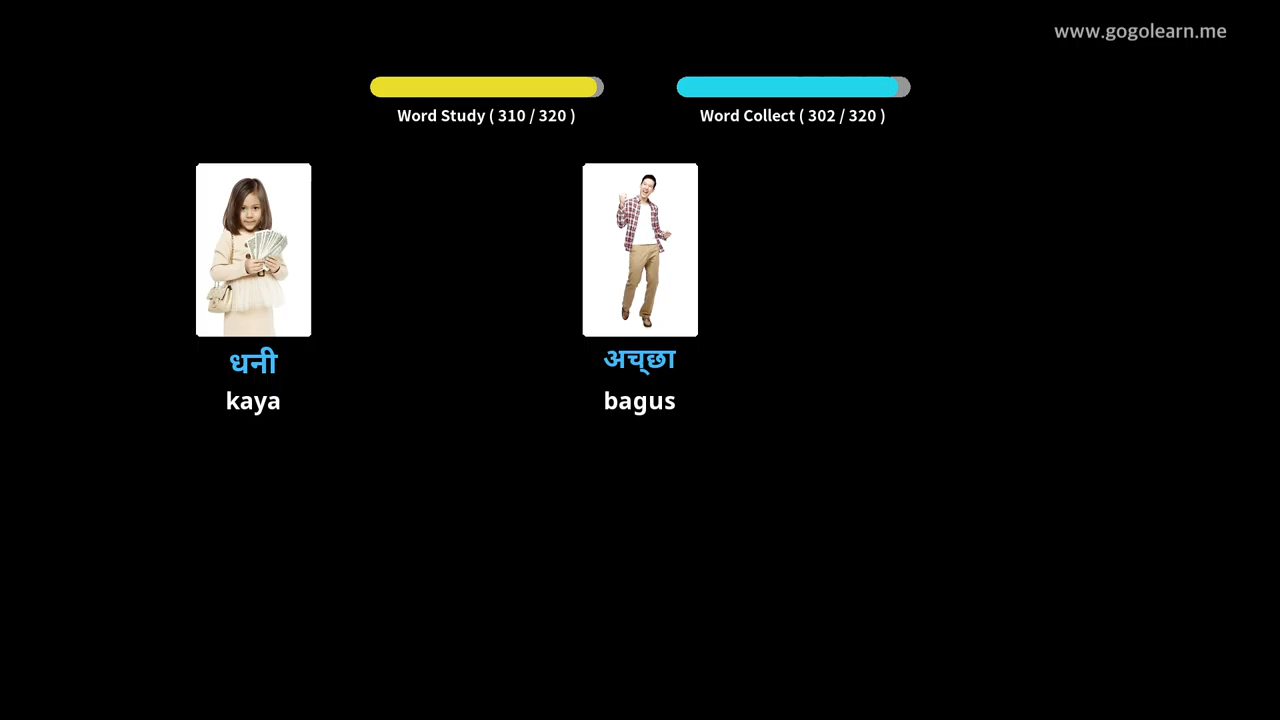 www.gogolearn.me
Word Study ( 310 / 320 )
Word Collect ( 302 / 320 )
धनी
अच्‌छा
kaya
bagus